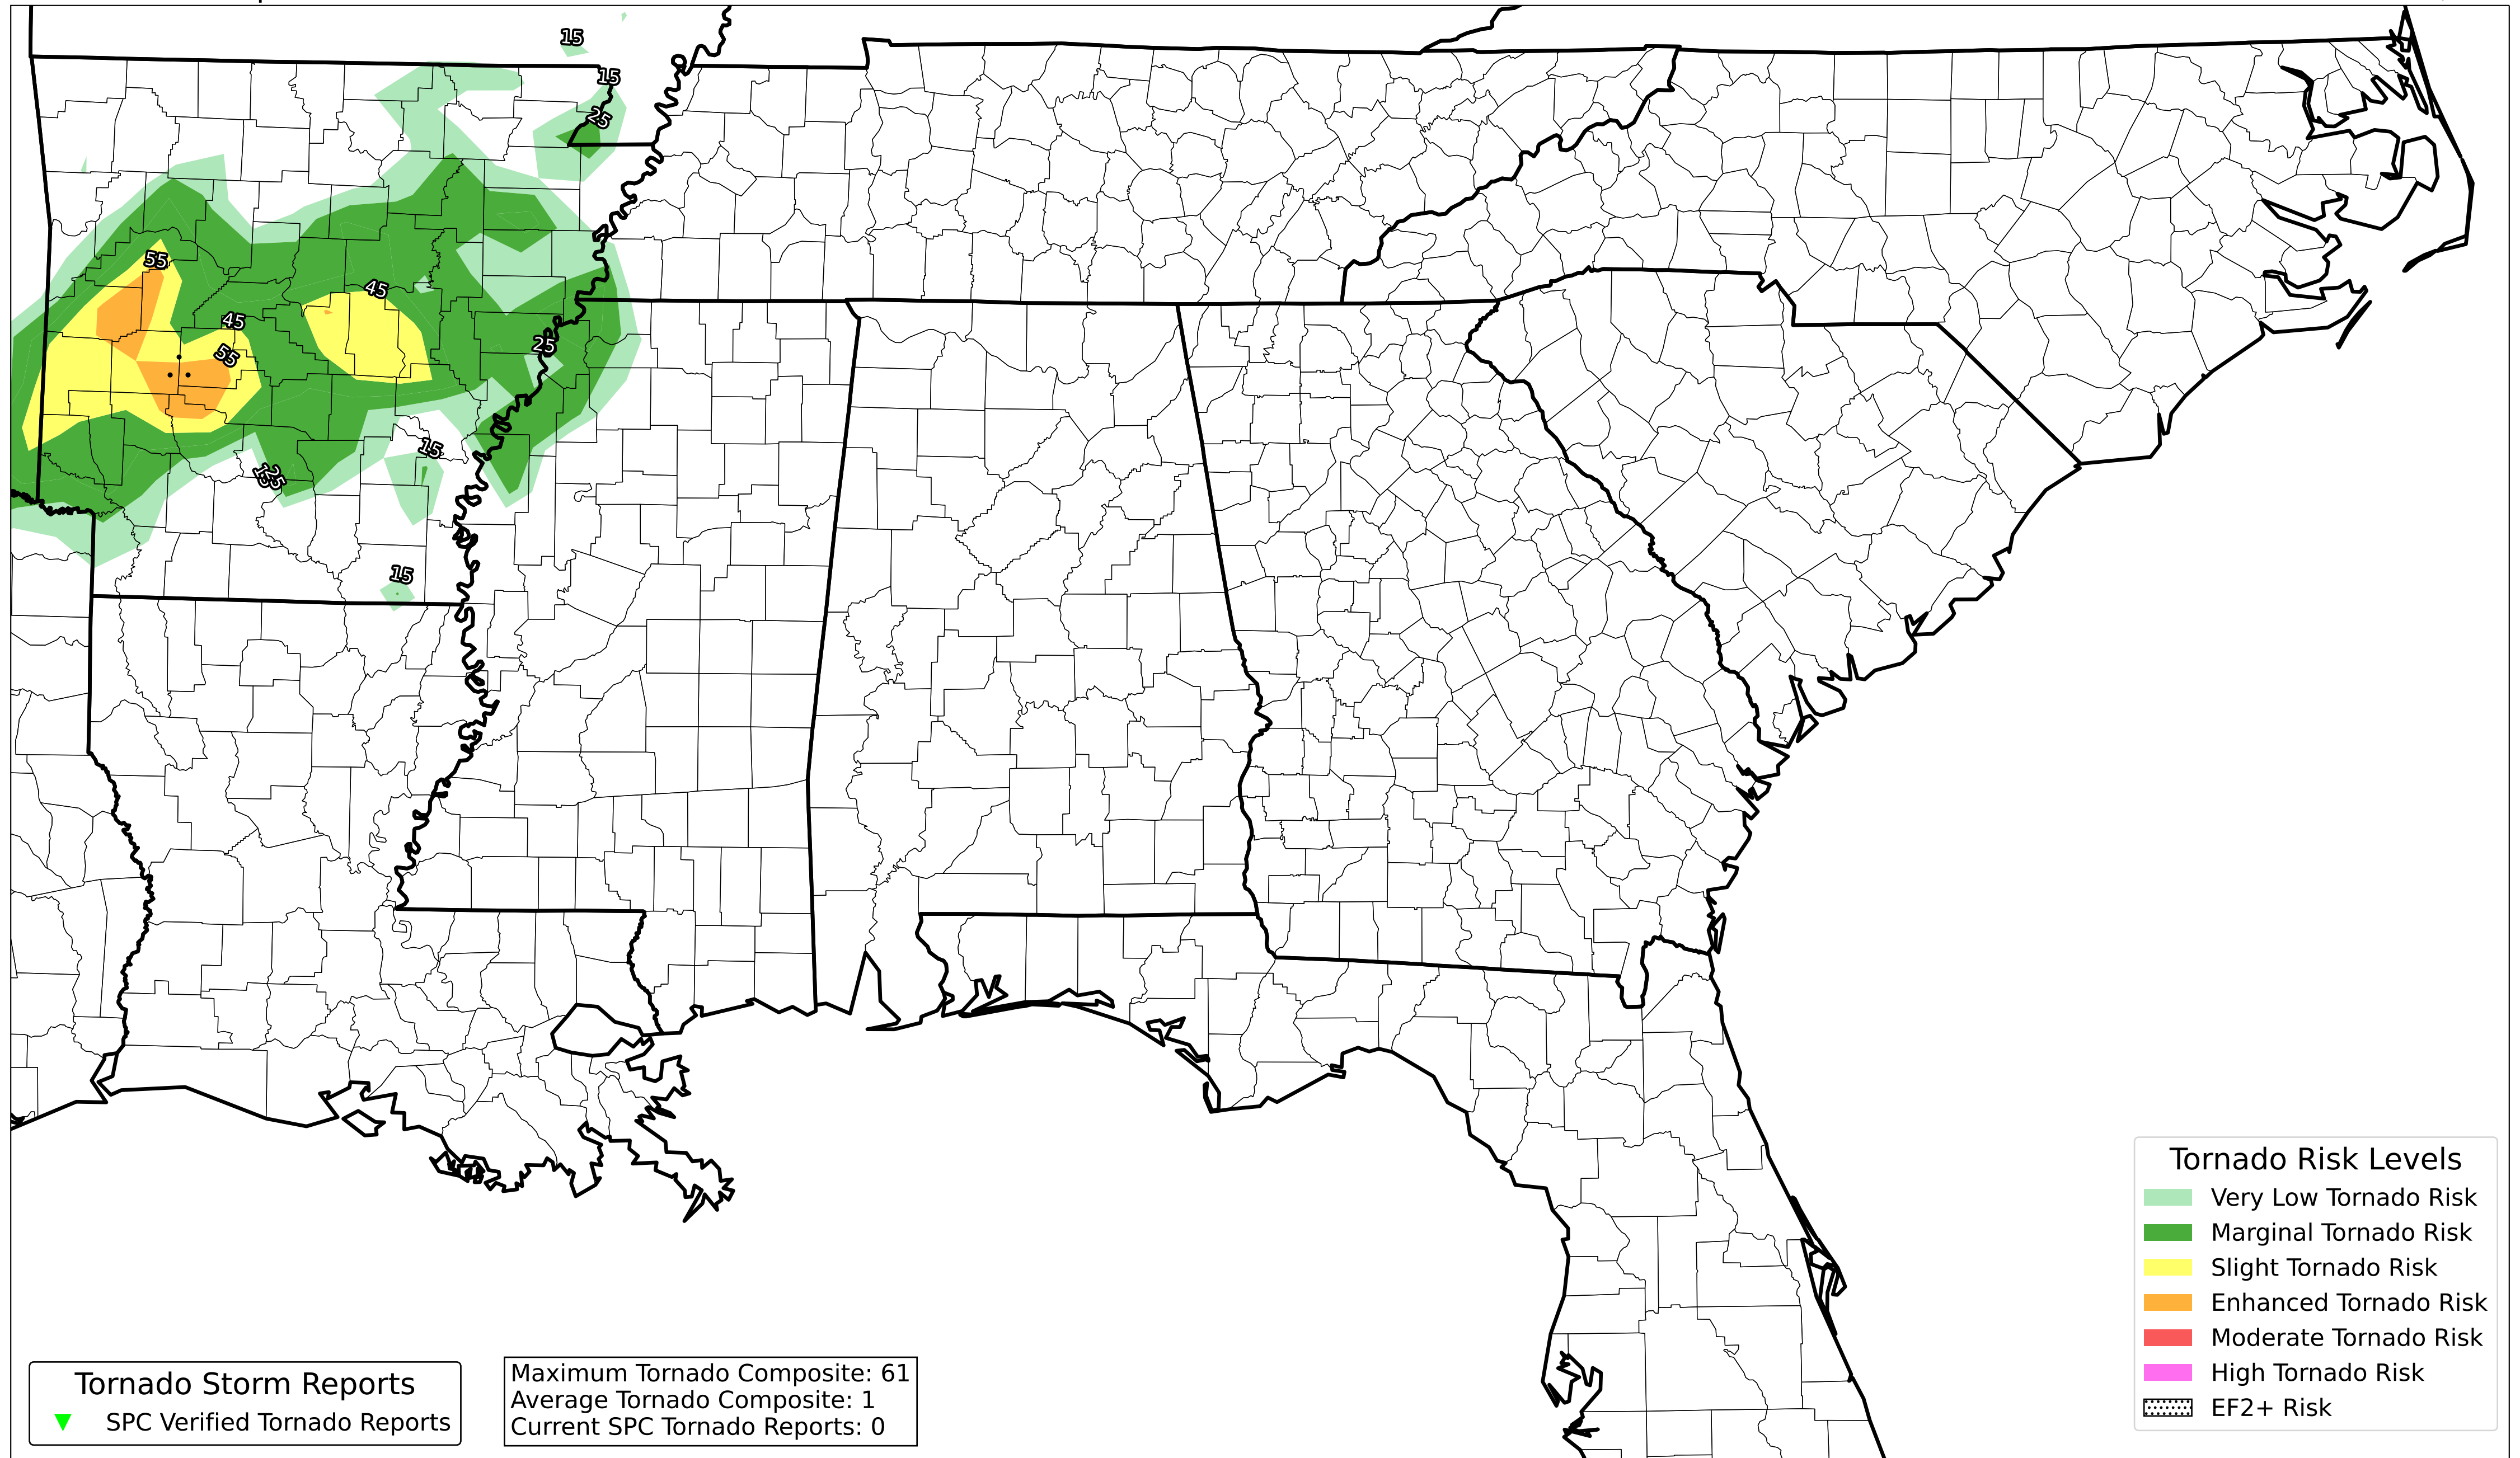 15
15
25
55
45
45
25
55
15
15
25
15
Tornado Risk Levels
Very Low Tornado Risk
Marginal Tornado Risk
Slight Tornado Risk
Enhanced Tornado Risk
Moderate Tornado Risk
High Tornado Risk
EF2+ Risk
Tornado Storm Reports
SPC Verified Tornado Reports
Maximum Tornado Composite: 61
Average Tornado Composite: 1
Current SPC Tornado Reports: 0